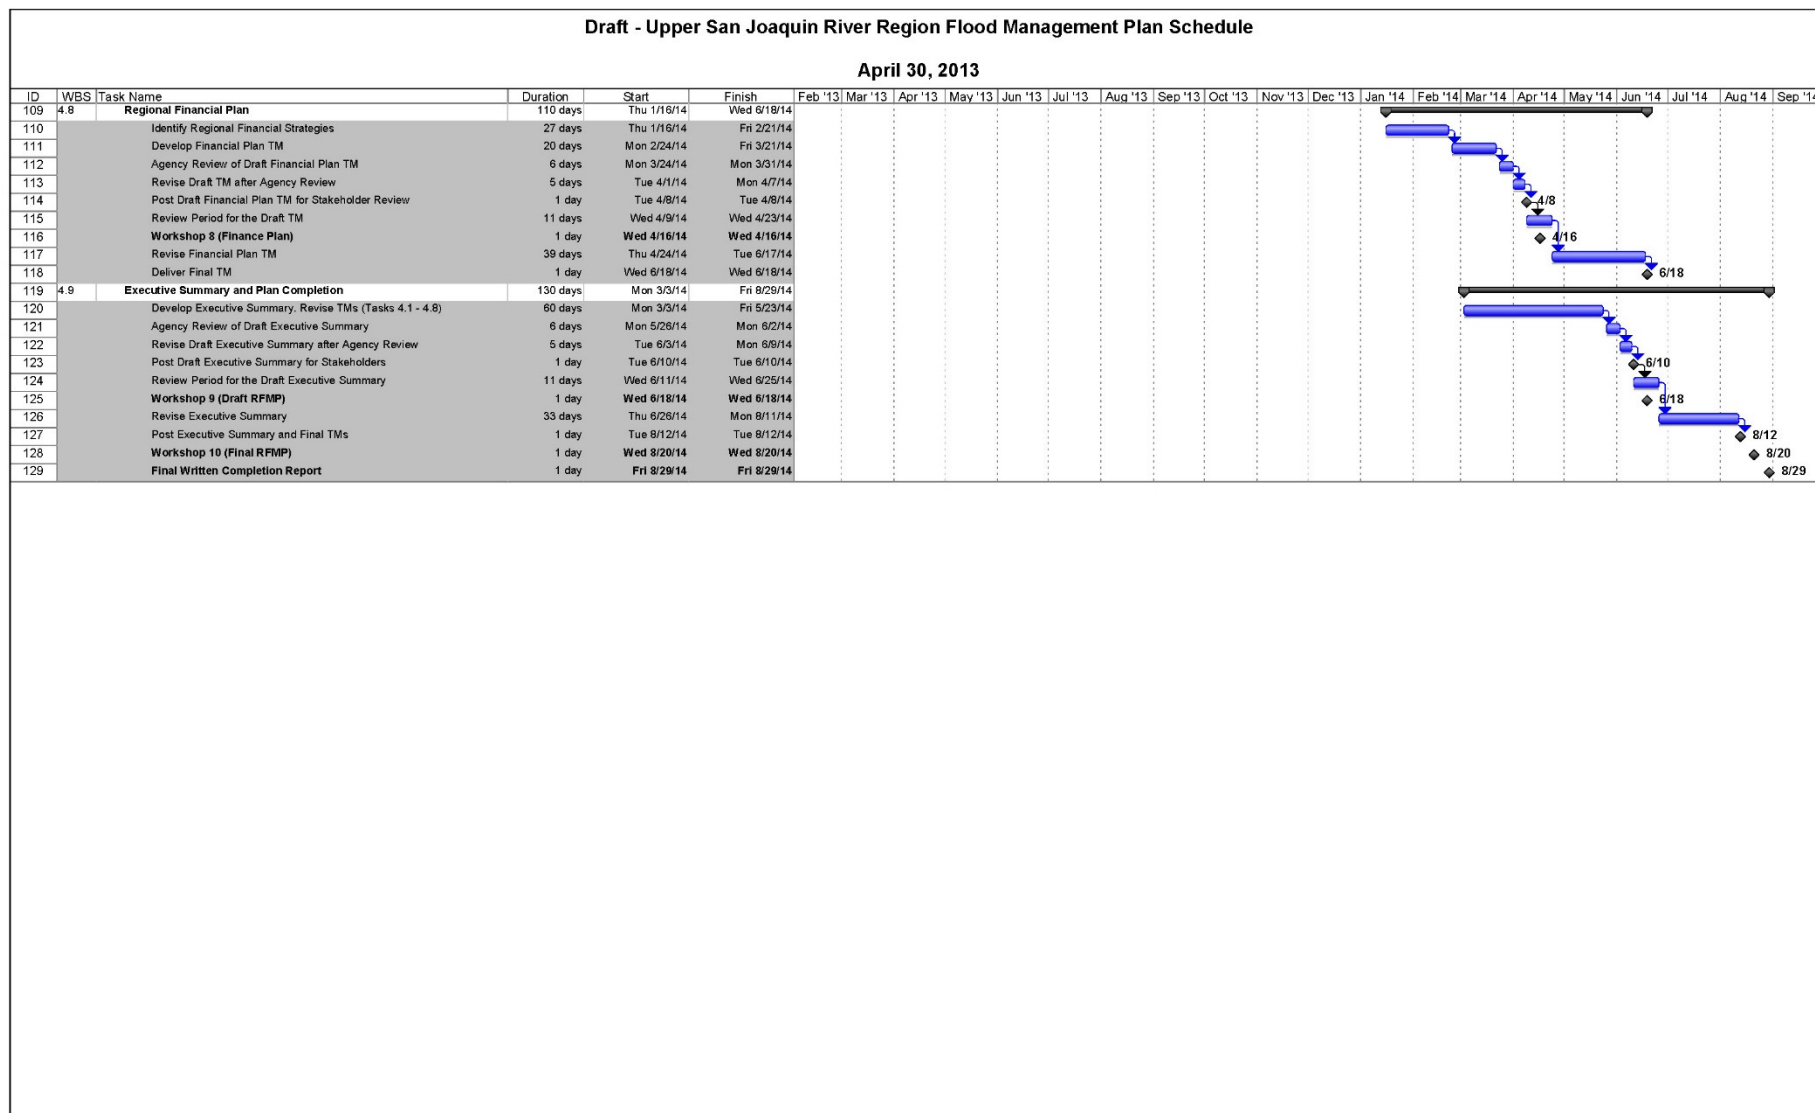 Draft - Upper San Joaquin River Region Flood Management Plan Schedule
April 30, 2013
ID WBS Task Name Duration Start Finish Feb '13 Mar '13 Apr '13 May '13 Jun '13 Jul '13 Aug '13 Sep '13 Oct '13 Nov '13 Dec '13 Jan '14 Feb '14 Mar '14 Apr '14 May '14 Jun '14 Jul '14 Aug '14 Sep '14
109 4.8 Regional Financial Plan 110 days Thu 1/16/14 Wed 6/18/14
110 Identify Regional Financial Strategies 27 days Thu 1/16/14 Fri 2/21/14
111 Develop Financial Plan TM 20 days Mon 2/24/14 Fri 3/21/14
112 Agency Review of Draft Financial Plan TM 6 days Mon 3/24/14 Mon 3/31/14
113 Revise Draft TM after Agency Review 5 days Tue 4/1/14 Mon 4/7/14
114 Post Draft Financial Plan TM for Stakeholder Review 1 day Tue 4/8/14 Tue 4/8/14 4/8
115 Review Period for the Draft TM 11 days Wed 4/9/14 Wed 4/23/14
116 Workshop 8 (Finance Plan) 1 day Wed 4/16/14 Wed 4/16/14 4/16
117 Revise Financial Plan TM 39 days Thu 4/24/14 Tue 6/17/14
118 Deliver Final TM 1 day Wed 6/18/14 Wed 6/18/14 6/18
119 4.9 Executive Summary and Plan Completion 130 days Mon 3/3/14 Fri 8/29/14
120 Develop Executive Summary. Revise TMs (Tasks 4.1 - 4.8) 60 days Mon 3/3/14 Fri 5/23/14
121 Agency Review of Draft Executive Summary 6 days Mon 5/26/14 Mon 6/2/14
122 Revise Draft Executive Summary after Agency Review 5 days Tue 6/3/14 Mon 6/9/14
123 Post Draft Executive Summary for Stakeholders 1 day Tue 6/10/14 Tue 6/10/14 6/10
124 Review Period for the Draft Executive Summary 11 days Wed 6/11/14 Wed 6/25/14
125 Workshop 9 (Draft RFMP) 1 day Wed 6/18/14 Wed 6/18/14 6/18
126 Revise Executive Summary 33 days Thu 6/26/14 Mon 8/11/14
127 Post Executive Summary and Final TMs 1 day Tue 8/12/14 Tue 8/12/14 8/12
128 Workshop 10 (Final RFMP) 1 day Wed 8/20/14 Wed 8/20/14 8/20
129 Final Written Completion Report 1 day Fri 8/29/14 Fri 8/29/14 8/29